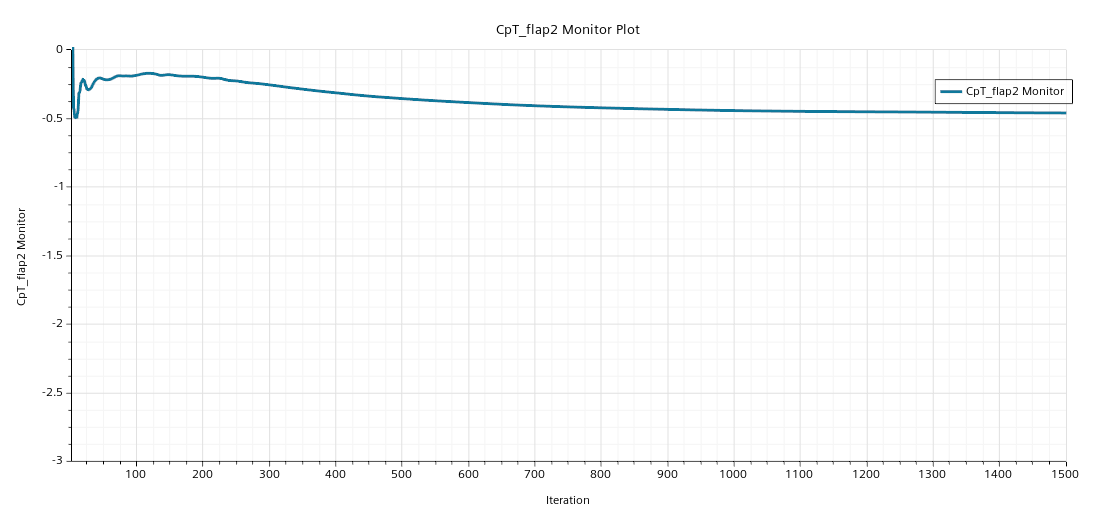 CpT_flap2 Monitor Plot
0
-0.5
-1
-1.5
-2
-2.5
-3
CpT_flap2 Monitor
CpT_flap2 Monitor
100 200 300 400 500 600 700 800 900 1000 1100 1200 1300 1400 1500
Iteration